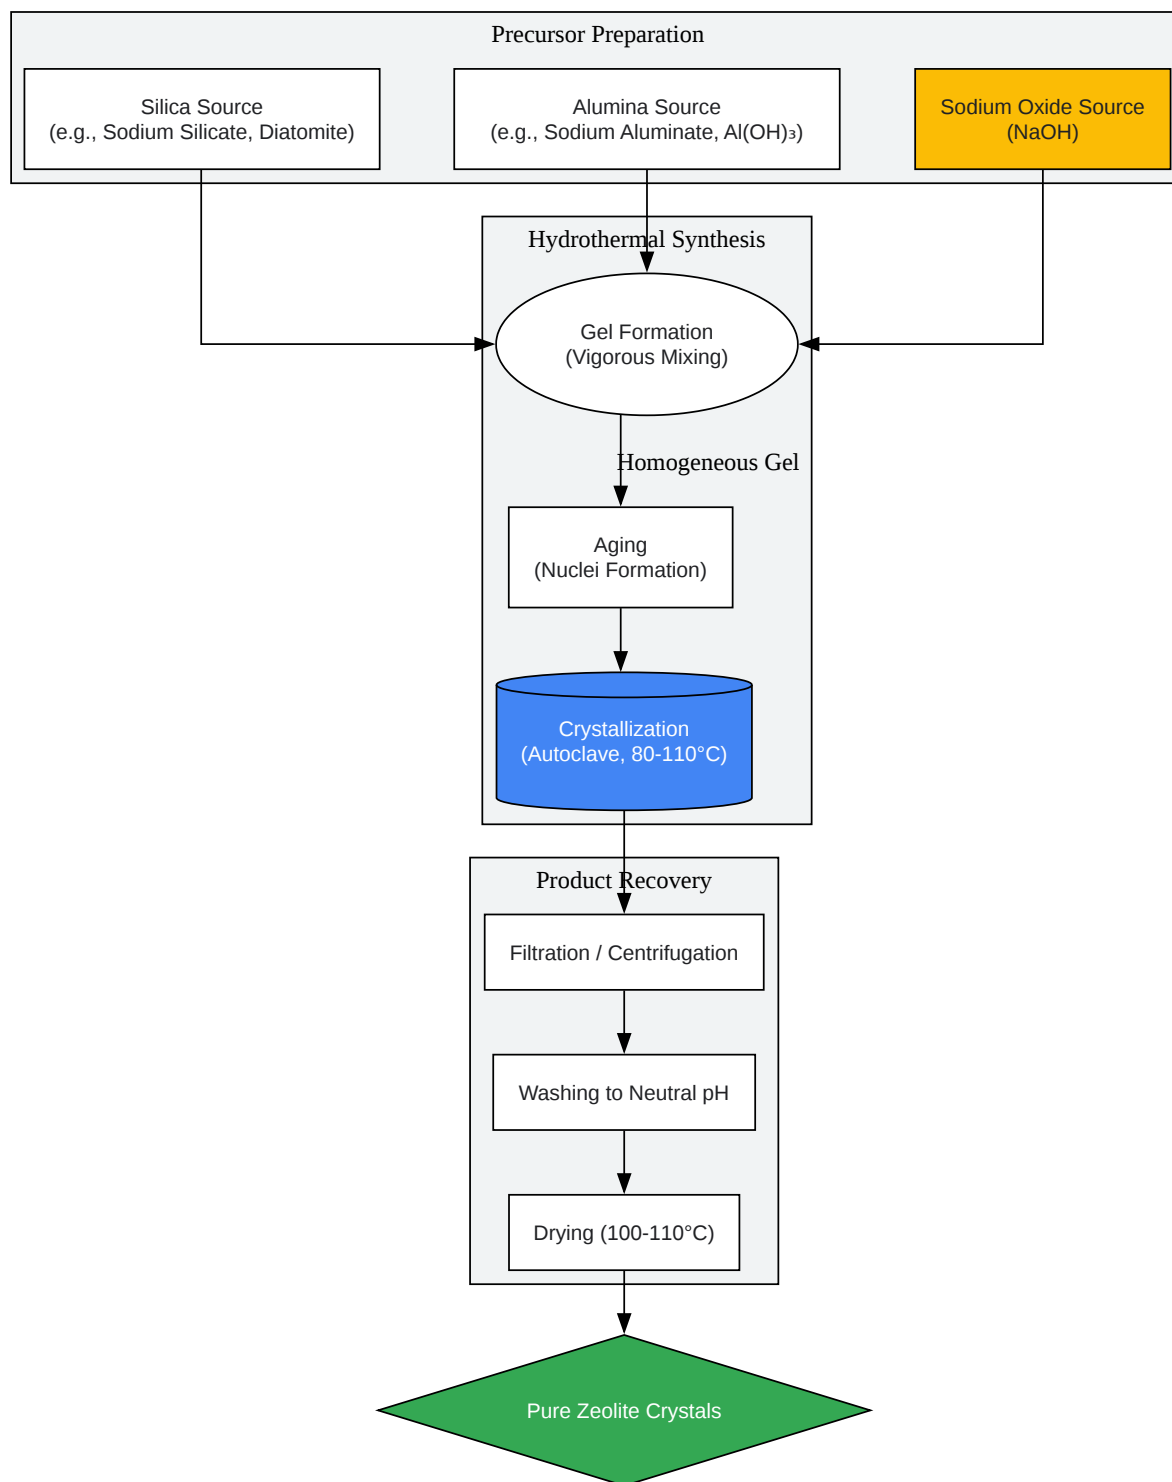 Precursor Preparation
Silica Source
(e.g., Sodium Silicate, Diatomite)
Alumina Source
(e.g., Sodium Aluminate, Al(OH)₃)
Sodium Oxide Source
(NaOH)
Hydrothermal Synthesis
Gel Formation
(Vigorous Mixing)
Homogeneous Gel
Aging
(Nuclei Formation)
Crystallization
(Autoclave, 80-110°C)
Product Recovery
Filtration / Centrifugation
Washing to Neutral pH
Drying (100-110°C)
Pure Zeolite Crystals